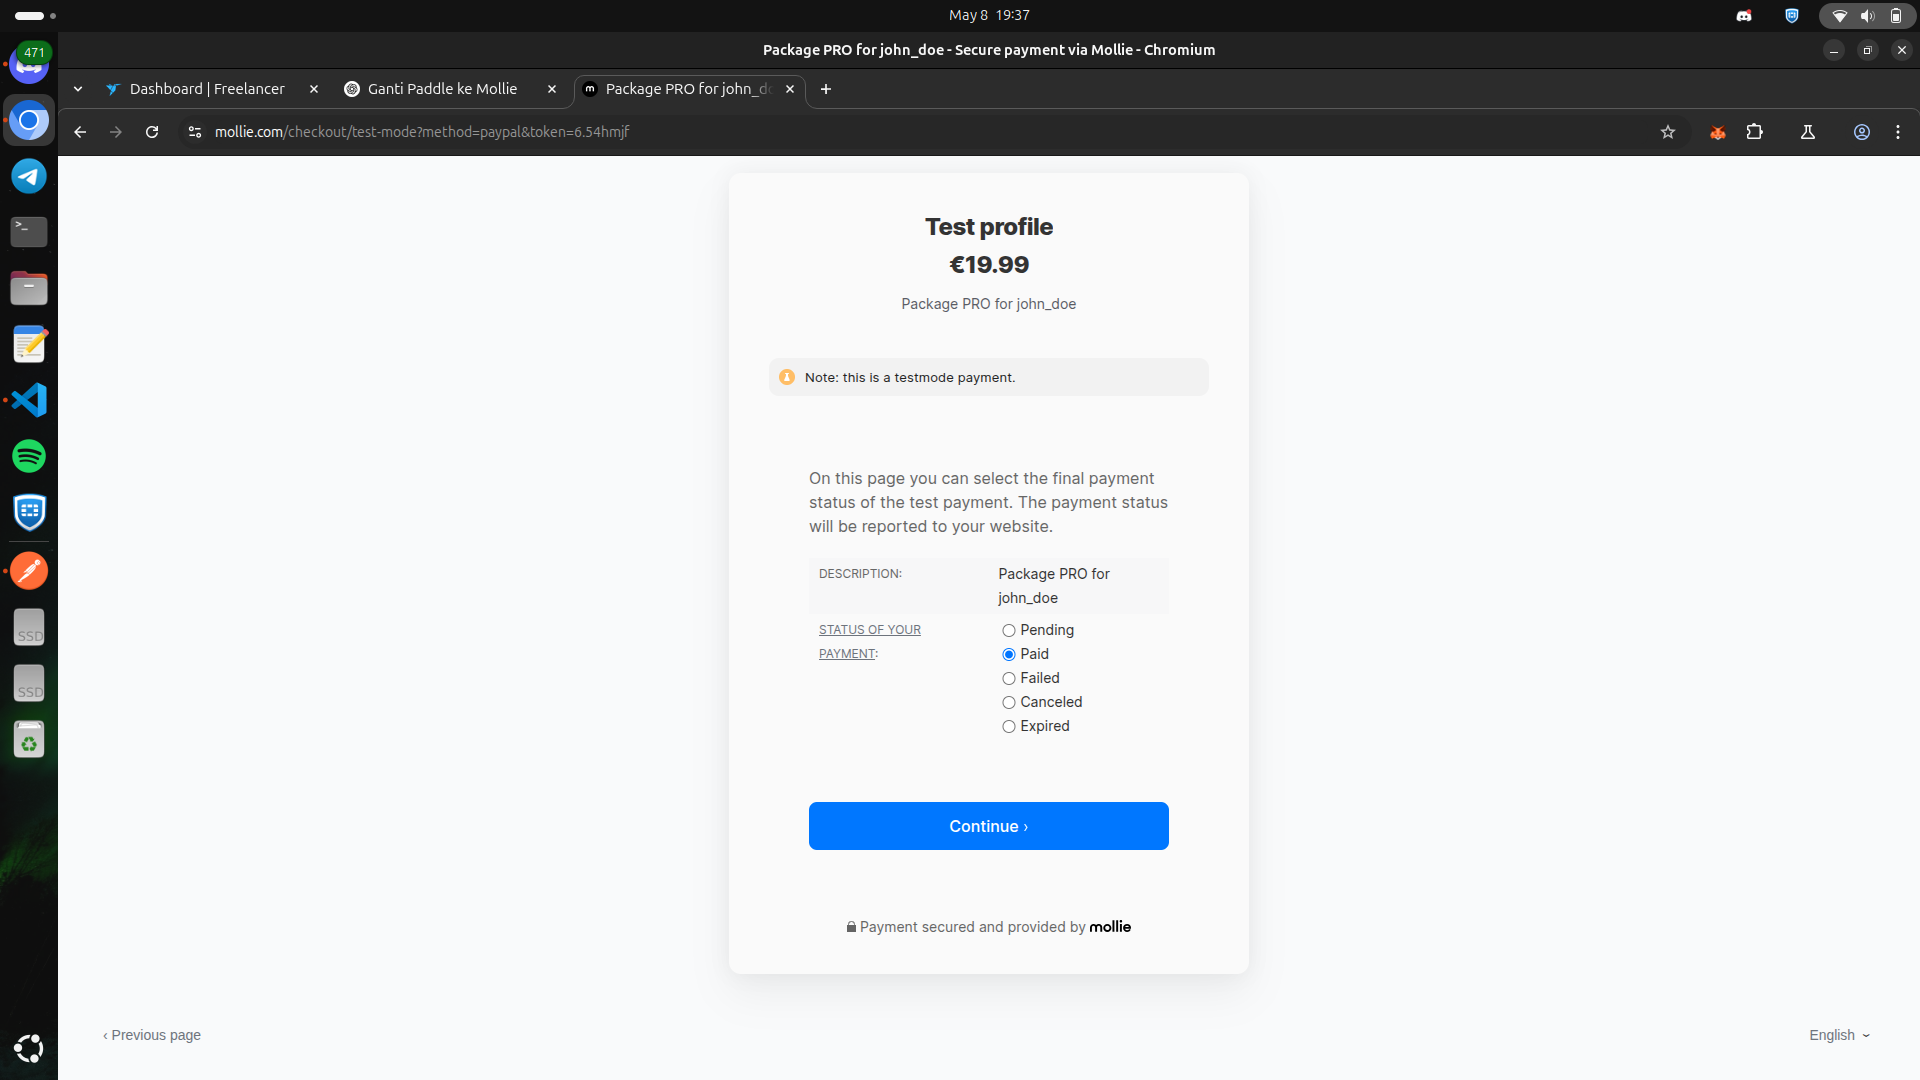 May 8 19:37
Package PRO for john_doe - Secure payment via Mollie - Chromium
471
Dashboard | Freelancer
Ganti Paddle ke Mollie
Package PRO for john_do
mollie.com/checkout/test-mode?method=paypal&token=6.54hmjf
Test profile
€19.99
Package PRO for john_doe
Note: this is a testmode payment.
On this page you can select the final payment
status of the test payment. The payment status
will be reported to your website.
DESCRIPTION:
Package PRO for
john_doe
STATUS OF YOUR
PAYMENT:
Pending
Paid
Failed
Canceled
Expired
Continue ›
Payment secured and provided by mollie
SSD
SSD
‹ Previous page
English